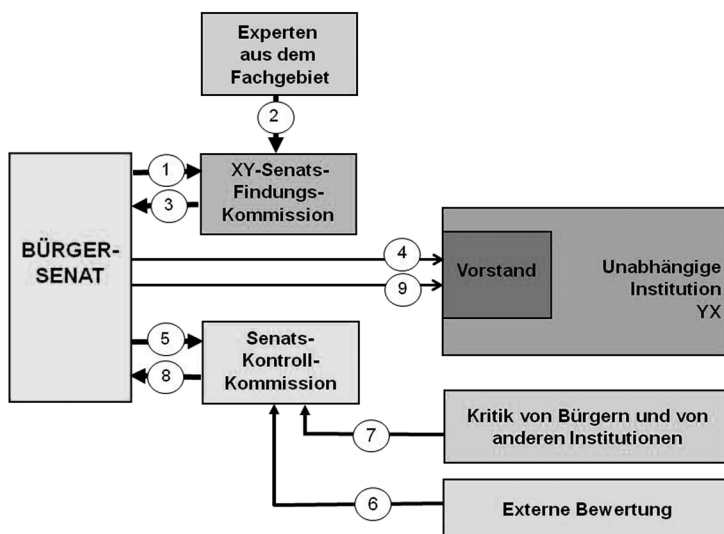 Experten
aus dem
Fachgebiet
2
1
XY-Senats-
Findungs-
Kommission
3
BÜRGER-
SENAT
4
Vorstand
Unabhängige
Institution
YX
9
5
Senats-
Kontroll-
Kommission
8
7
Kritik von Bürgern und von
anderen Institutionen
6
Externe Bewertung